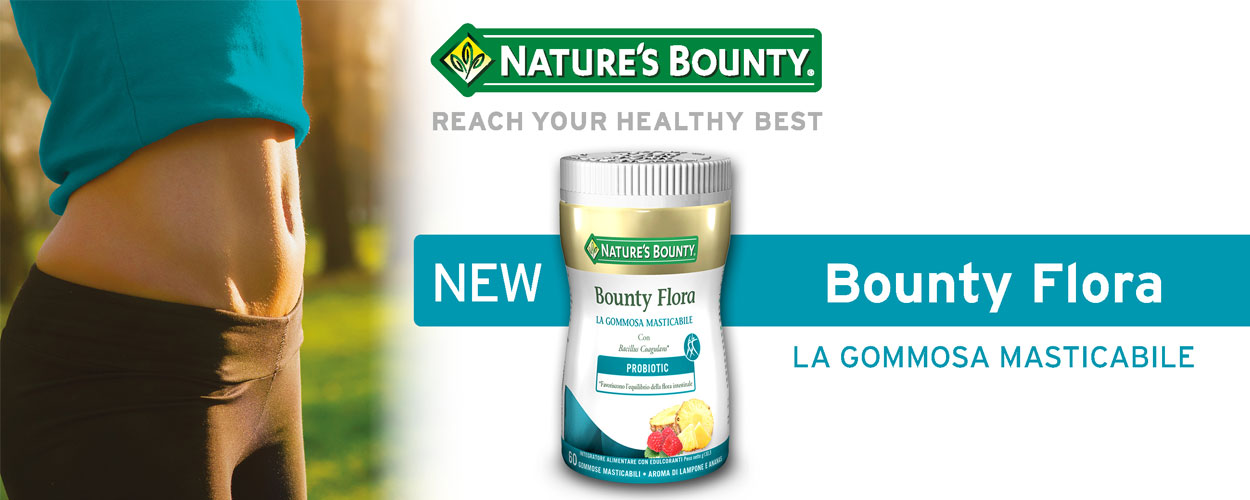 NATURE'S BOUNTY®
REACH YOUR HEALTHY BEST
NEW
NATURE'S BOUNTY®
Bounty Flora
LA GOMMOSA MASTICABILE
Con
Bacillus Coagulans*
PROBIOTIC
*Favoriscono l'equilibrio della flora intestinale
INTEGRATORE ALIMENTARE CON EDULCORANTI Peso netto
60 GOMMOSE MASTICABILI • AROMA DI LAMPONE E ANANAS
Bounty Flora
LA GOMMOSA MASTICABILE